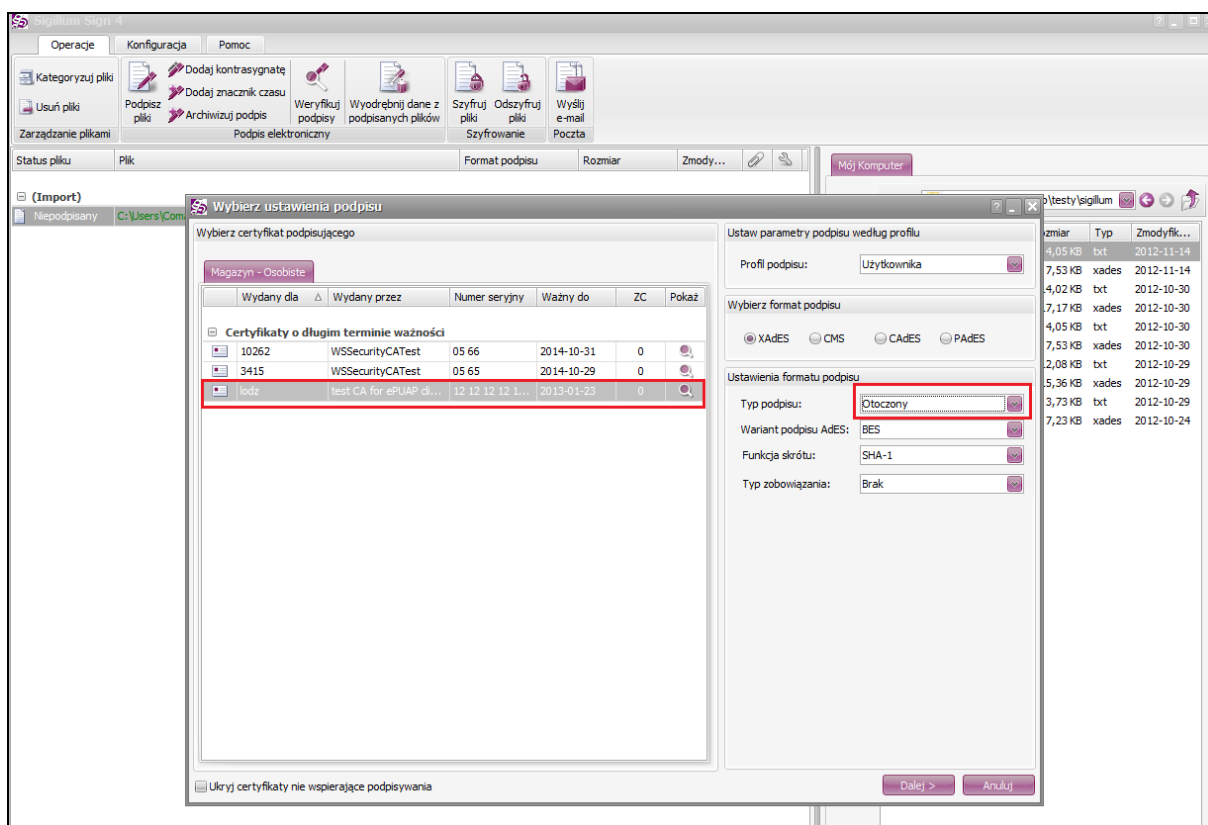 Sigillum Sign 4
Operacje Konfiguracja Pomoc
Kategoryzuj pliki
Usuń pliki
Zarządzanie plikami
Podpisz pliki
Dodaj kontrasygnatę
Dodaj znacznik czasu
Archiwizuj podpis
Weryfikuj podpisy
Wyodrębnij dane z podpisanych plików
Podpis elektroniczny
Szyfruj pliki
Odszyfruj pliki
Szyfrowanie
Wyślij e-mail
Poczta
Status pliku Plik Format podpisu Rozmiar Zmody...
Mój Komputer
(Import)
Niepodpisany C:\Users\Com
\testy\sigillum
Wybierz ustawienia podpisu
Wybierz certyfikat podpisującego
Magazyn - Osobiste
Wydany dla Wydany przez Numer seryjny Ważny do ZC Pokaż
Certyfikaty o długim terminie ważności
10262 WSSecurityCATest 05 66 2014-10-31 0
3415 WSSecurityCATest 05 65 2014-10-29 0
lodz test CA for ePUAP di... 12 12 12 12 1... 2013-01-23 0
Ukryj certyfikaty nie wspierające podpisywania
Ustaw parametry podpisu według profilu
Profil podpisu: Użytkownika
Wybierz format podpisu
XAdES CMS CAdES PAdES
Ustawienia formatu podpisu
Typ podpisu: Otoczony
Wariant podpisu AdES: BES
Funkcja skrótu: SHA-1
Typ zobowiązania: Brak
Dalej > Anuluj
Typ Zmodyfik...
4,05 KB txt 2012-11-14
7,53 KB xades 2012-11-14
4,02 KB txt 2012-10-30
7,17 KB xades 2012-10-30
4,05 KB txt 2012-10-30
7,53 KB xades 2012-10-30
2,08 KB txt 2012-10-29
5,36 KB xades 2012-10-29
3,73 KB txt 2012-10-29
7,23 KB xades 2012-10-24